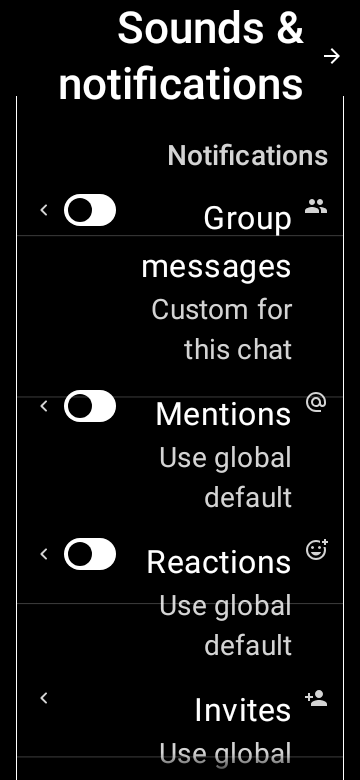 Sounds &
notifications
Notifications
Group
messages
Custom for
this chat
Mentions
Use global
default
Reactions
Use global
default
Invites
Use global